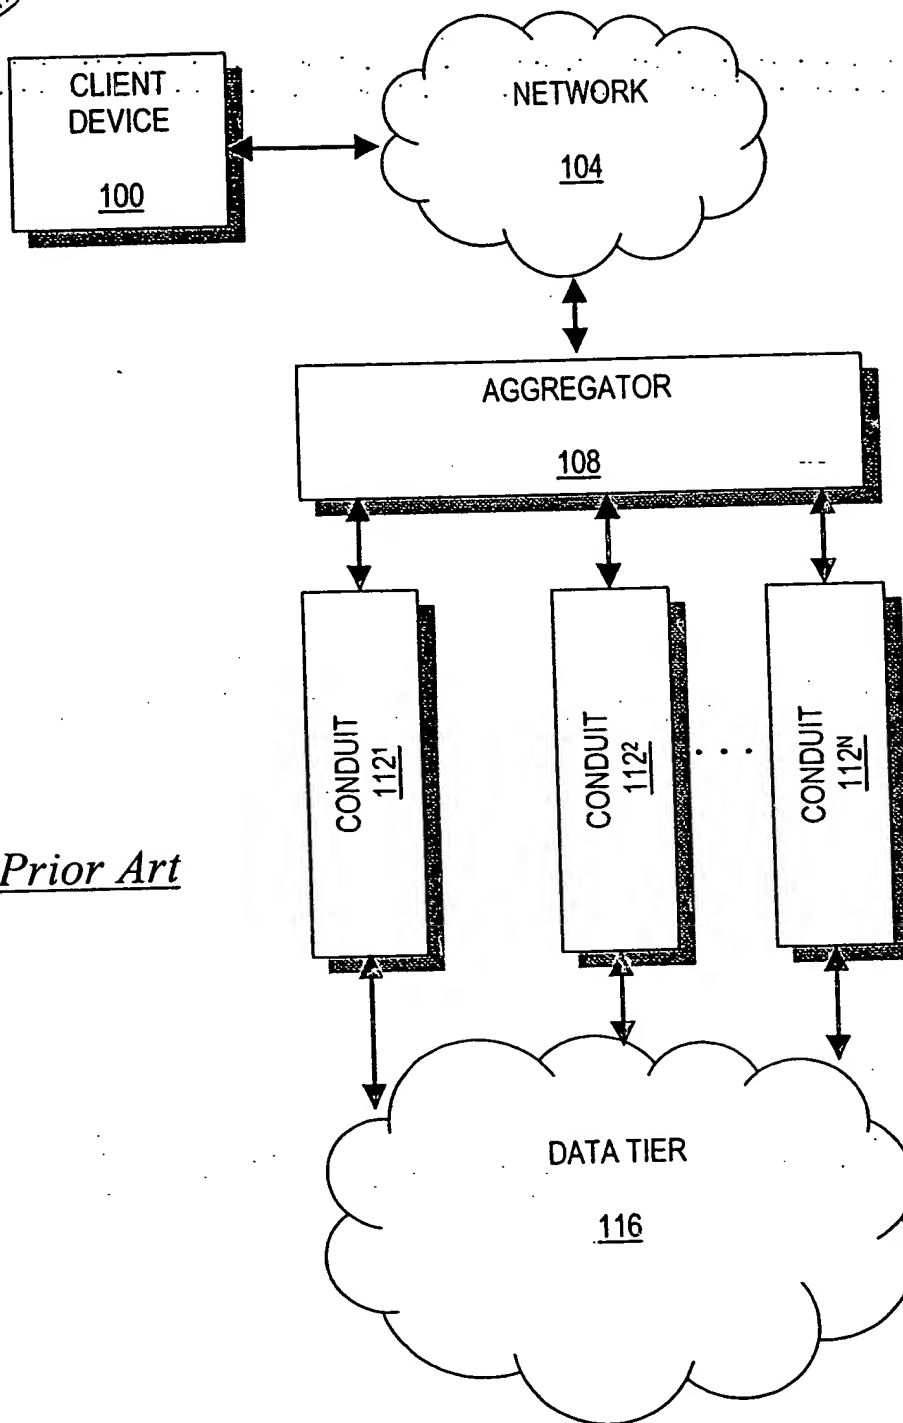 CLIENT
DEVICE
100
NETWORK
104
AGGREGATOR
108
CONDUIT
112¹
CONDUIT
112²
. . .
CONDUIT
112ᴺ
Prior Art
DATA TIER
116